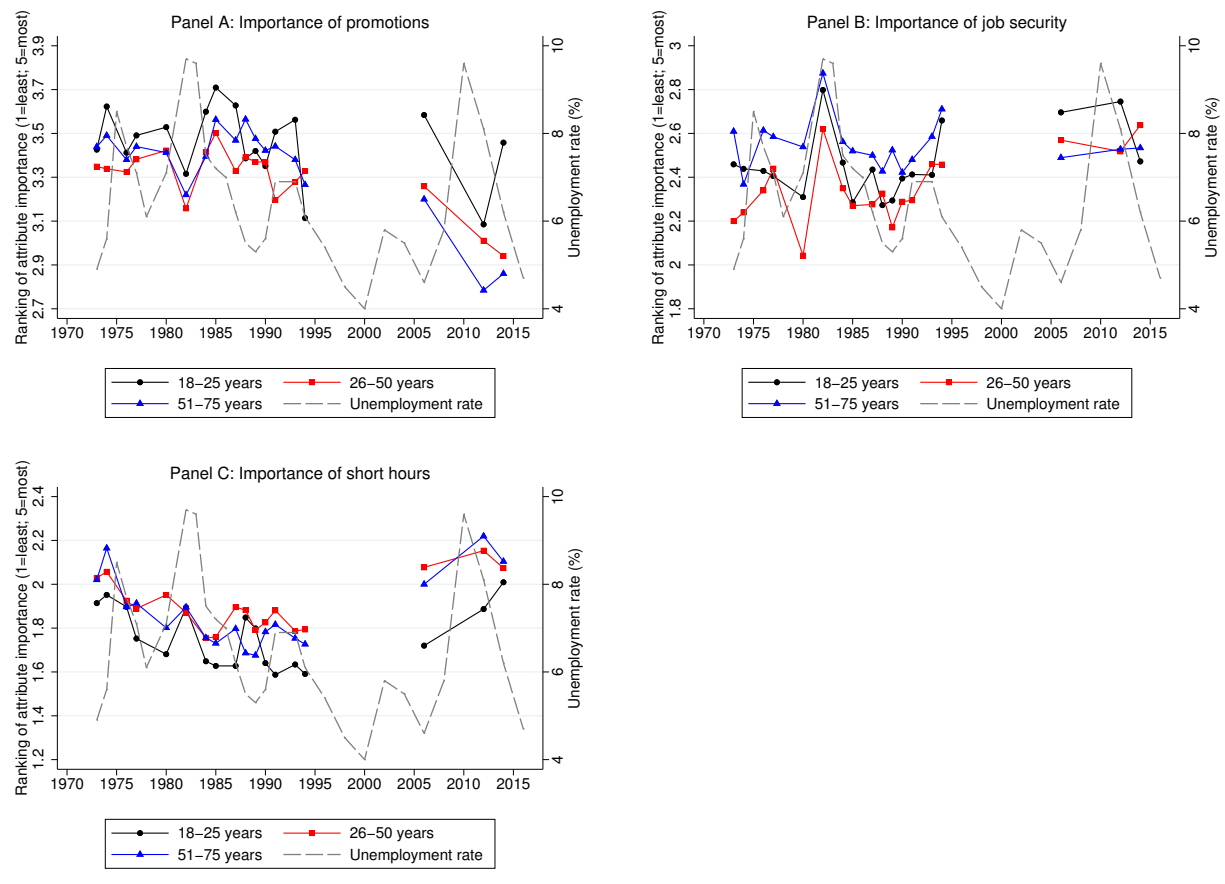 Panel A: Importance of promotions
Ranking of attribute importance (1=least; 5=most)
2.7 2.9 3.1 3.3 3.5 3.7 3.9
4 6 8 10
Unemployment rate (%)
1970 1975 1980 1985 1990 1995 2000 2005 2010 2015
18−25 years 26−50 years
51−75 years Unemployment rate
Panel B: Importance of job security
Ranking of attribute importance (1=least; 5=most)
1.8 2 2.2 2.4 2.6 2.8 3
4 6 8 10
Unemployment rate (%)
1970 1975 1980 1985 1990 1995 2000 2005 2010 2015
18−25 years 26−50 years
51−75 years Unemployment rate
Panel C: Importance of short hours
Ranking of attribute importance (1=least; 5=most)
1.2 1.4 1.6 1.8 2 2.2 2.4
4 6 8 10
Unemployment rate (%)
1970 1975 1980 1985 1990 1995 2000 2005 2010 2015
18−25 years 26−50 years
51−75 years Unemployment rate